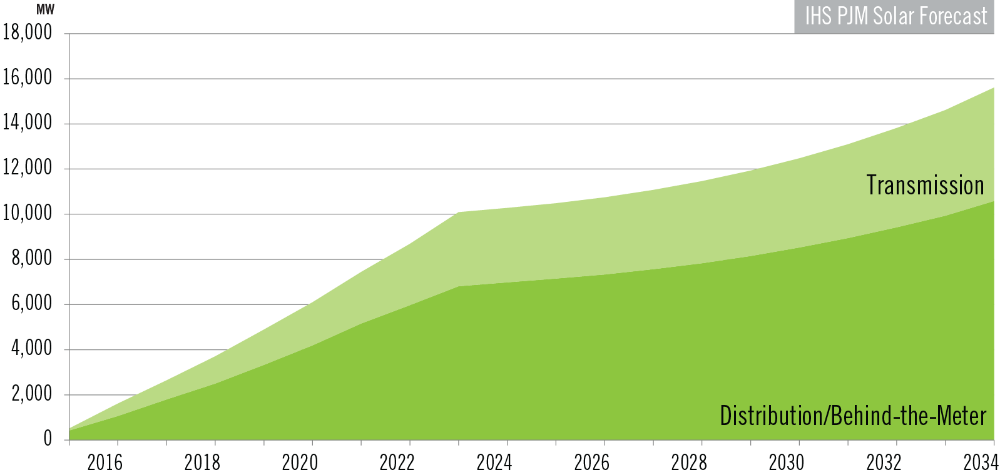 MW
IHS PJM Solar Forecast
18,000
16,000
14,000
12,000
Transmission
10,000
8,000
6,000
4,000
2,000
Distribution/Behind-the-Meter
0
2016 2018 2020 2022 2024 2026 2028 2030 2032 2034